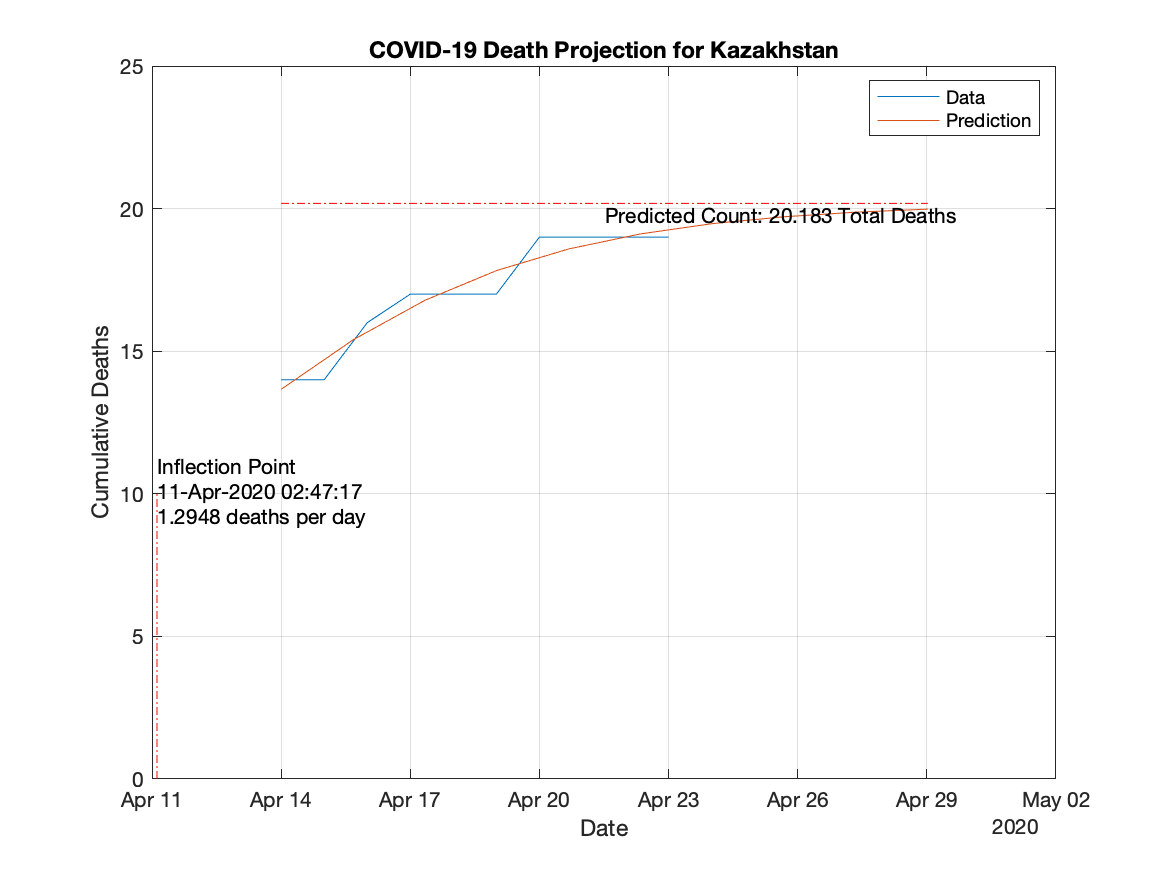 COVID-19 Death Projection for Kazakhstan
25
Data
Prediction
20
Predicted Count: 20.183 Total Deaths
15
Cumulative Deaths
Inflection Point
10
11-Apr-2020 02:47:17
1.2948 deaths per day
5
0
Apr 11 Apr 14 Apr 17 Apr 20 Apr 23 Apr 26 Apr 29 May 02
Date
2020